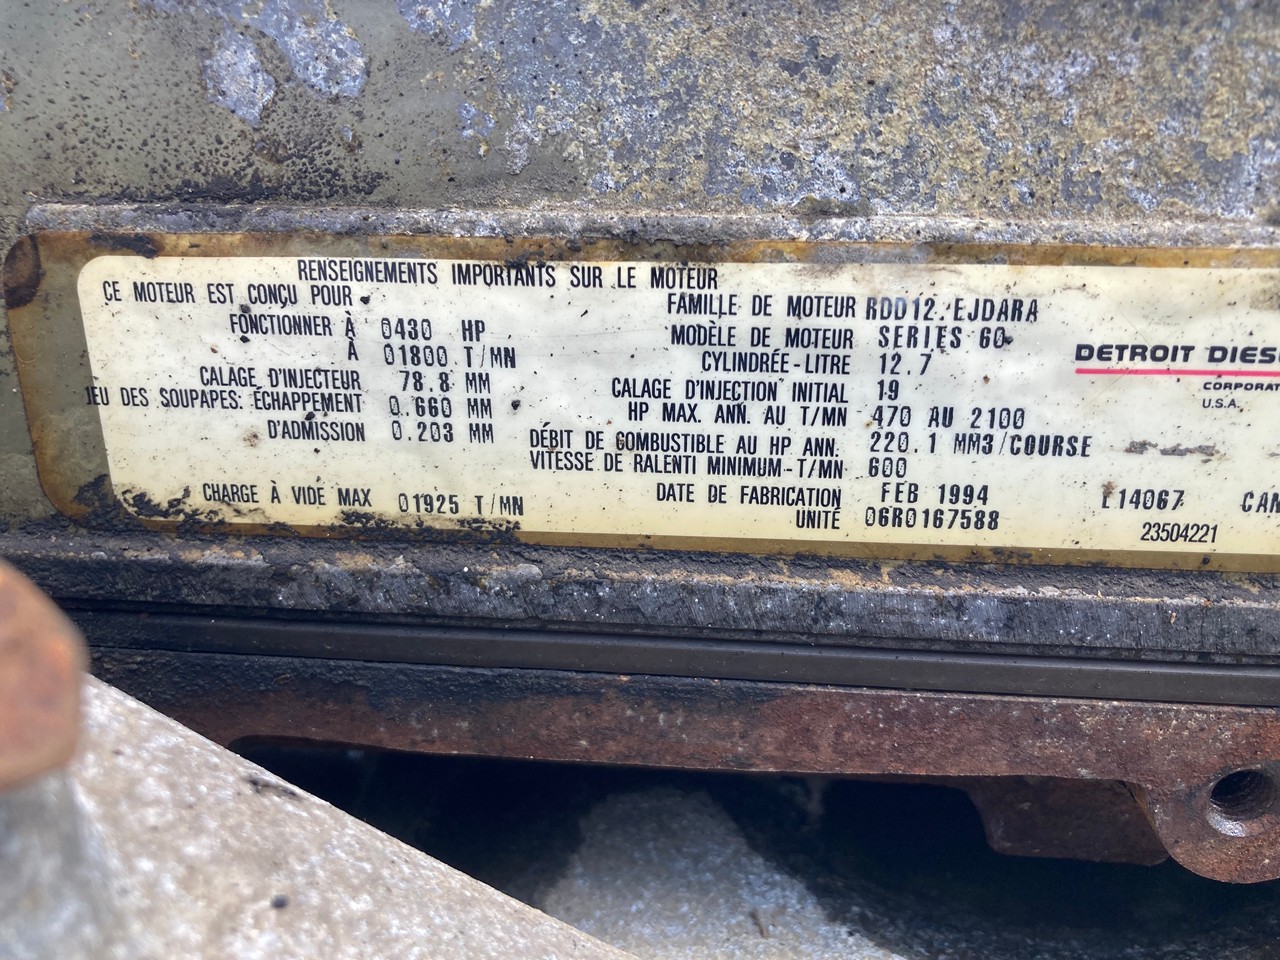 RENSEIGNEMENTS IMPORTANTS SUR LE MOTEUR
CE MOTEUR EST CONÇU POUR
FONCTIONNER À 0430 HP
À 01800 T/MN
CALAGE D'INJECTEUR 78.8 MM
JEU DES SOUPAPES: ÉCHAPPEMENT 0.660 MM
D'ADMISSION 0.203 MM
CHARGE À VIDE MAX 01925 T/MN
FAMILLE DE MOTEUR RDD12.EJDARA
MODÈLE DE MOTEUR SERIES 60
CYLINDRÉE-LITRE 12.7
CALAGE D'INJECTION INITIAL 19
HP MAX. ANN. AU T/MN 470 AU 2100
DÉBIT DE COMBUSTIBLE AU HP ANN. 220.1 MM3/COURSE
VITESSE DE RALENTI MINIMUM-T/MN 600
DATE DE FABRICATION FEB 1994
UNITÉ 06R0167588
DETROIT DIES
CORPORAT
U.S.A.
14067 CAN
23504221